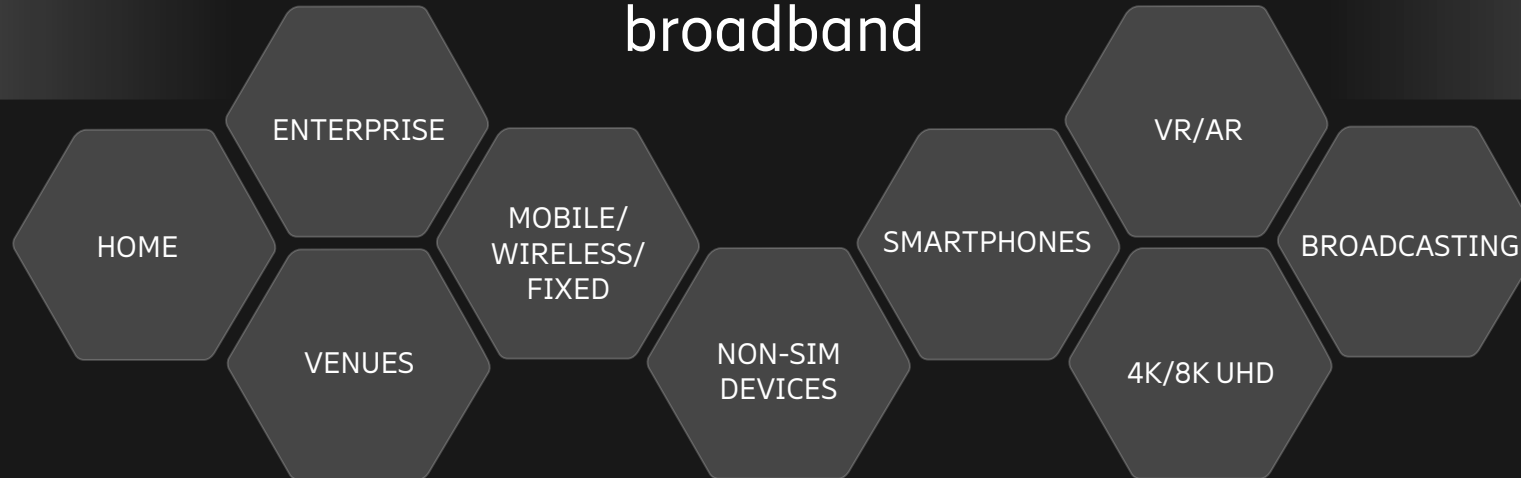 broadband
ENTERPRISE
VR/AR
HOME
MOBILE/
WIRELESS/
FIXED
SMARTPHONES
BROADCASTING
VENUES
NON-SIM
DEVICES
4K/8K UHD